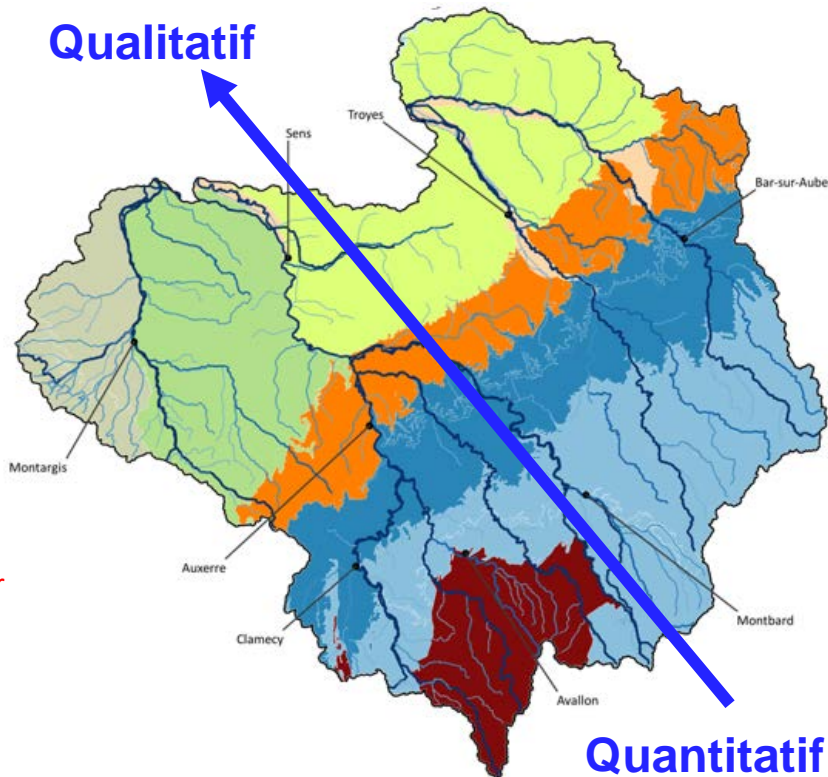 Qualitatif
Troyes
Sens
Bar-sur-Aube
Montargis
Auxerre
Clamecy
Montbard
Avallon
Quantitatif